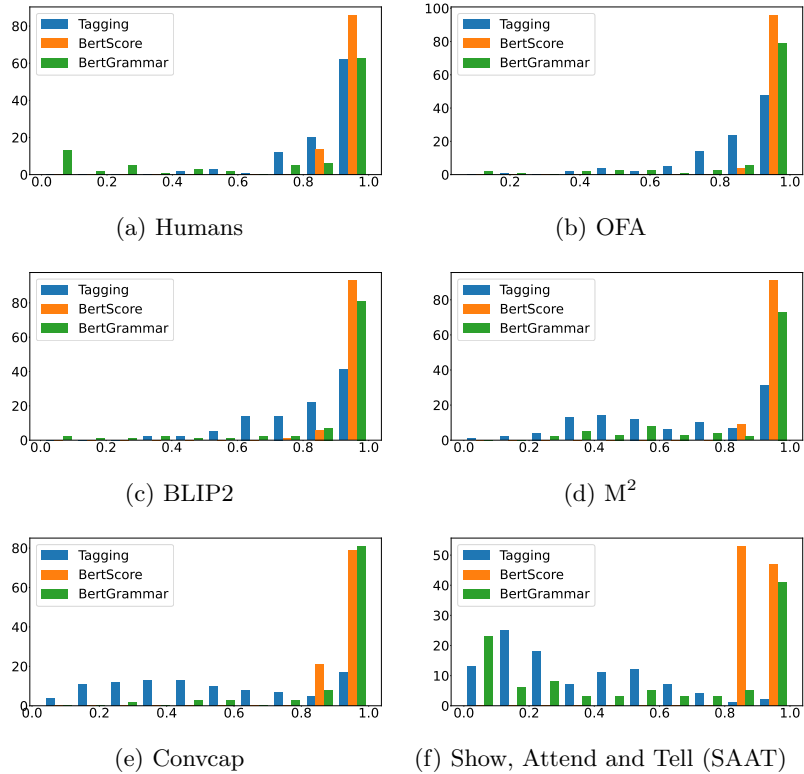 Tagging
BertScore
BertGrammar
80
60
40
20
0
0.0 0.2 0.4 0.6 0.8 1.0
(a) Humans
Tagging
BertScore
BertGrammar
100
80
60
40
20
0
0.0 0.2 0.4 0.6 0.8 1.0
(b) OFA
Tagging
BertScore
BertGrammar
80
60
40
20
0
0.0 0.2 0.4 0.6 0.8 1.0
(c) BLIP2
Tagging
BertScore
BertGrammar
80
60
40
20
0
0.0 0.2 0.4 0.6 0.8 1.0
(d) M²
Tagging
BertScore
BertGrammar
80
60
40
20
0
0.0 0.2 0.4 0.6 0.8 1.0
(e) Convcap
Tagging
BertScore
BertGrammar
50
40
30
20
10
0
0.0 0.2 0.4 0.6 0.8 1.0
(f) Show, Attend and Tell (SAAT)